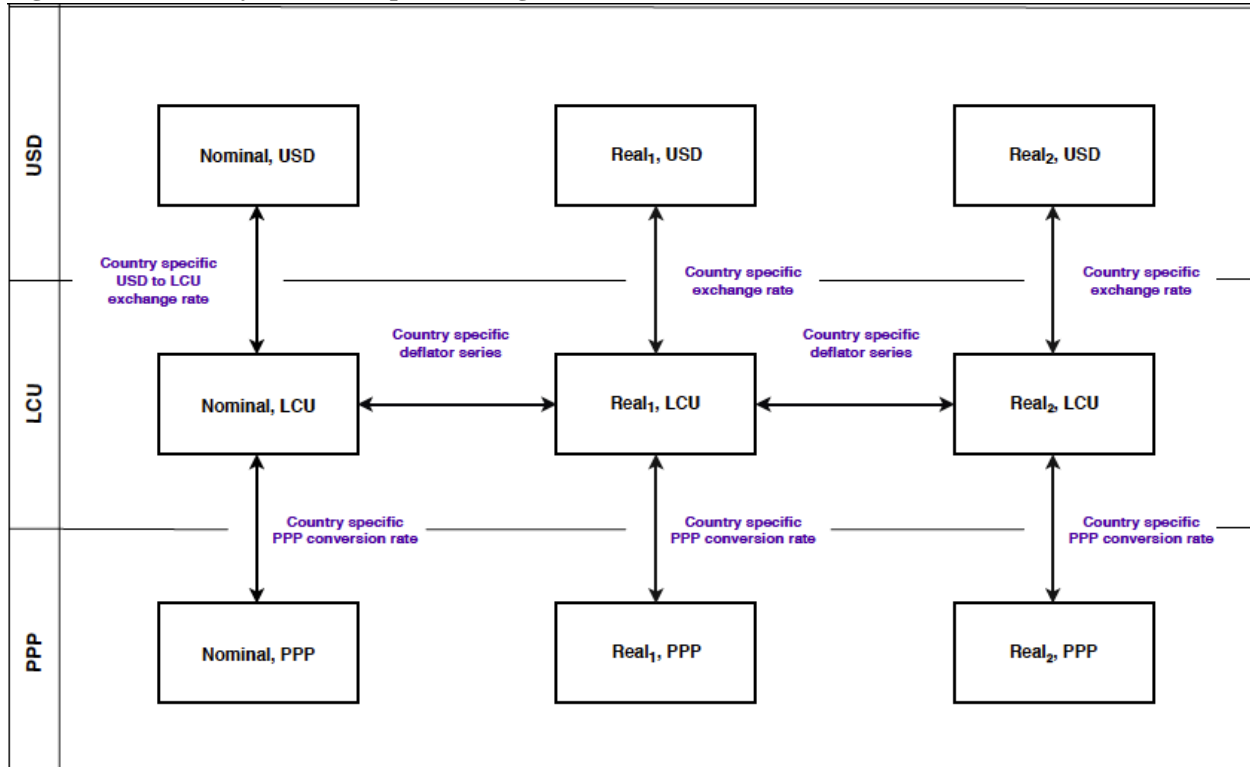 USD
Nominal, USD
Real₁, USD
Real₂, USD
Country specific
USD to LCU
exchange rate
Country specific
exchange rate
Country specific
exchange rate
Country specific
deflator series
Country specific
deflator series
LCU
Nominal, LCU
Real₁, LCU
Real₂, LCU
Country specific
PPP conversion rate
Country specific
PPP conversion rate
Country specific
PPP conversion rate
PPP
Nominal, PPP
Real₁, PPP
Real₂, PPP